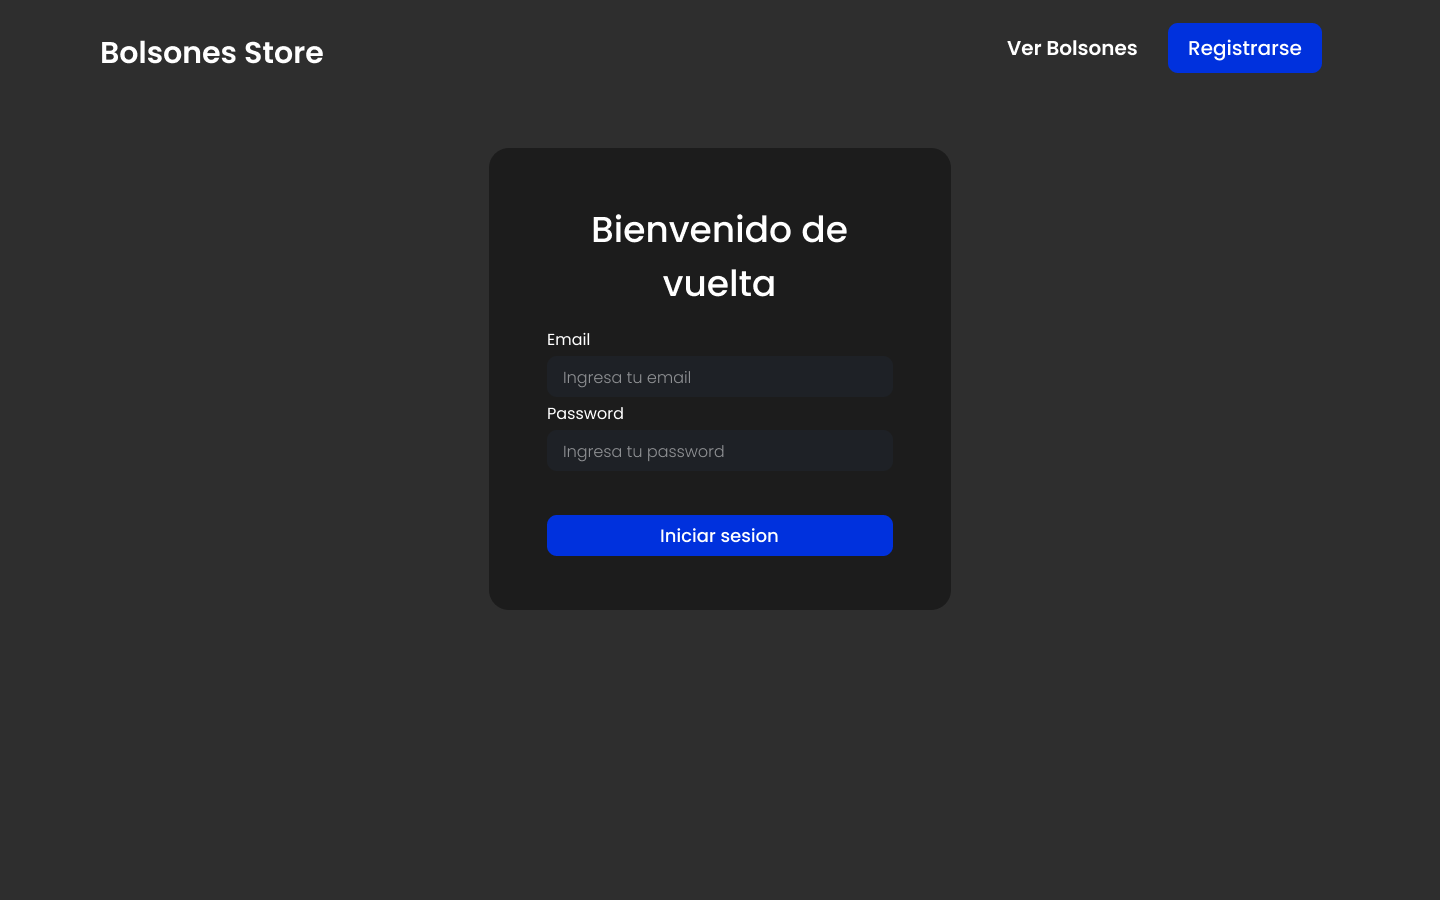 Bolsones Store
Ver Bolsones
Registrarse
Bienvenido de
vuelta
Email
Ingresa tu email
Password
Ingresa tu password
Iniciar sesion